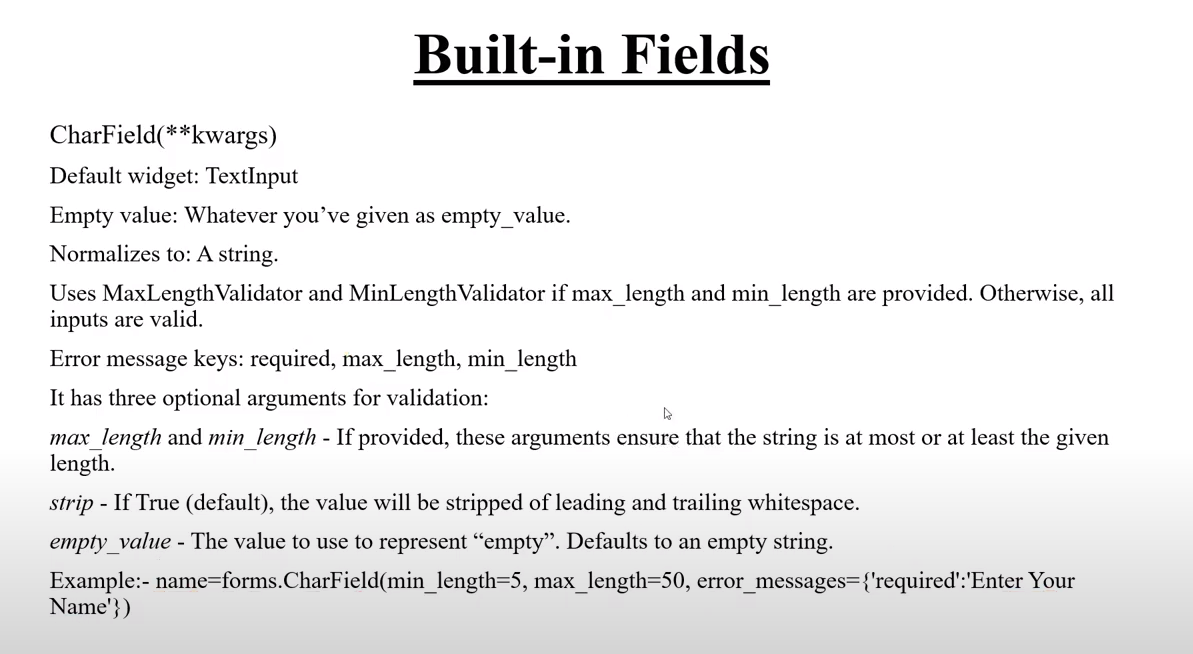 Built-in Fields
CharField(**kwargs)
Default widget: TextInput
Empty value: Whatever you’ve given as empty_value.
Normalizes to: A string.
Uses MaxLengthValidator and MinLengthValidator if max_length and min_length are provided. Otherwise, all
inputs are valid.
Error message keys: required, max_length, min_length
It has three optional arguments for validation:
max_length and min_length - If provided, these arguments ensure that the string is at most or at least the given
length.
strip - If True (default), the value will be stripped of leading and trailing whitespace.
empty_value - The value to use to represent “empty”. Defaults to an empty string.
Example:- name=forms.CharField(min_length=5, max_length=50, error_messages={'required':'Enter Your
Name'})